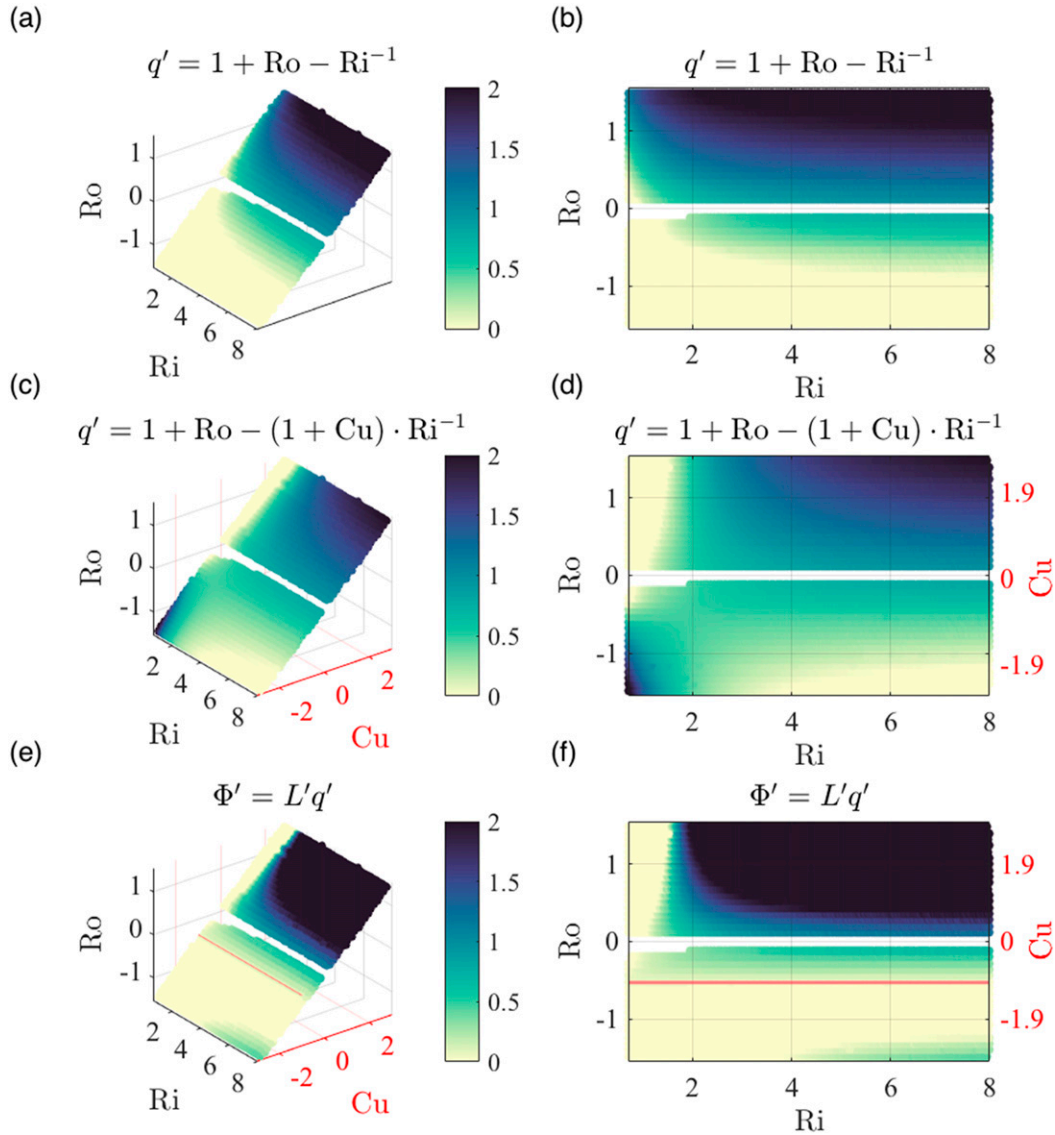 (a)
(b)
q′ = 1 + Ro − Ri⁻¹
q′ = 1 + Ro − Ri⁻¹
2
1.5
1
0.5
0
1
0
-1
Ro
2
4
6
8
Ri
1
0
-1
Ro
2
4
6
8
Ri
(c)
(d)
q′ = 1 + Ro − (1 + Cu) · Ri⁻¹
q′ = 1 + Ro − (1 + Cu) · Ri⁻¹
2
1.5
1
0.5
0
1
0
-1
Ro
2
4
6
8
Ri
-2
0
2
Cu
1
0
-1
Ro
1.9
0
-1.9
Cu
2
4
6
8
Ri
(e)
(f)
Φ′ = L′q′
Φ′ = L′q′
2
1.5
1
0.5
0
1
0
-1
Ro
2
4
6
8
Ri
-2
0
2
Cu
1
0
-1
Ro
1.9
0
-1.9
Cu
2
4
6
8
Ri